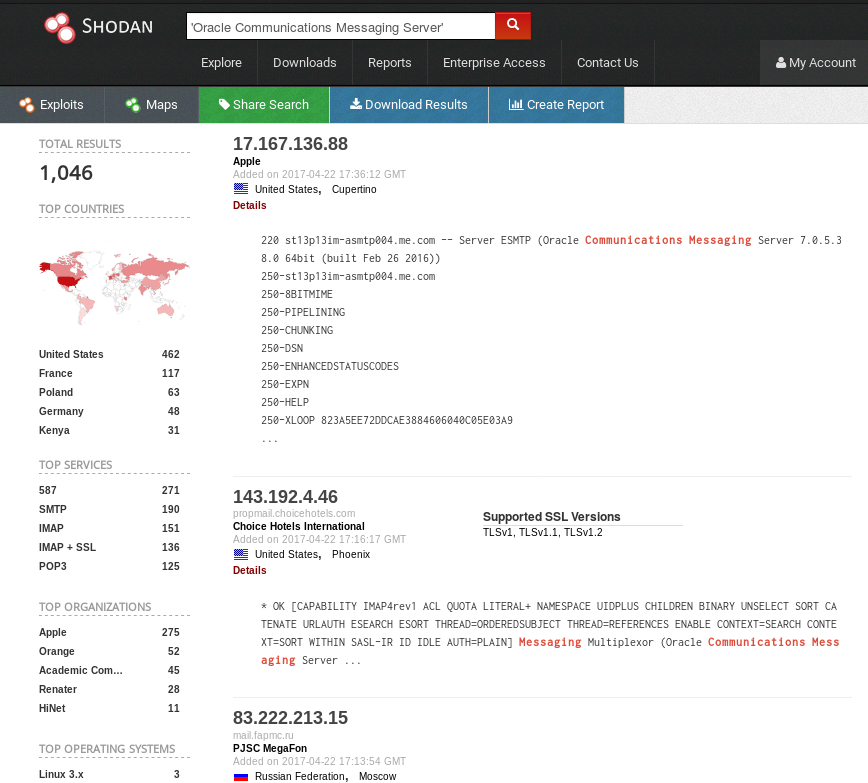 SHODAN
'Oracle Communications Messaging Server'
Explore Downloads Reports Enterprise Access Contact Us My Account
Exploits Maps Share Search Download Results Create Report
TOTAL RESULTS
1,046
TOP COUNTRIES
United States 462
France 117
Poland 63
Germany 48
Kenya 31
TOP SERVICES
587 271
SMTP 190
IMAP 151
IMAP + SSL 136
POP3 125
TOP ORGANIZATIONS
Apple 275
Orange 52
Academic Com... 45
Renater 28
HiNet 11
TOP OPERATING SYSTEMS
Linux 3.x 3
17.167.136.88
Apple
Added on 2017-04-22 17:36:12 GMT
United States, Cupertino
Details
220 st13p13im-asmtp004.me.com -- Server ESMTP (Oracle Communications Messaging Server 7.0.5.3
8.0 64bit (built Feb 26 2016))
250-st13p13im-asmtp004.me.com
250-8BITMIME
250-PIPELINING
250-CHUNKING
250-DSN
250-ENHANCEDSTATUSCODES
250-EXPN
250-HELP
250-XLOOP 823A5EE72DDCAE3884606040C05E03A9
...
143.192.4.46
propmail.choicehotels.com
Choice Hotels International
Added on 2017-04-22 17:16:17 GMT
United States, Phoenix
Details
Supported SSL Versions
TLSv1, TLSv1.1, TLSv1.2
* OK [CAPABILITY IMAP4rev1 ACL QUOTA LITERAL+ NAMESPACE UIDPLUS CHILDREN BINARY UNSELECT SORT CA
TENATE URLAUTH ESEARCH ESORT THREAD=ORDEREDSUBJECT THREAD=REFERENCES ENABLE CONTEXT=SEARCH CONTE
XT=SORT WITHIN SASL-IR ID IDLE AUTH=PLAIN] Messaging Multiplexor (Oracle Communications Mess
aging Server ...
83.222.213.15
mail.fapmc.ru
PJSC MegaFon
Added on 2017-04-22 17:13:54 GMT
Russian Federation, Moscow